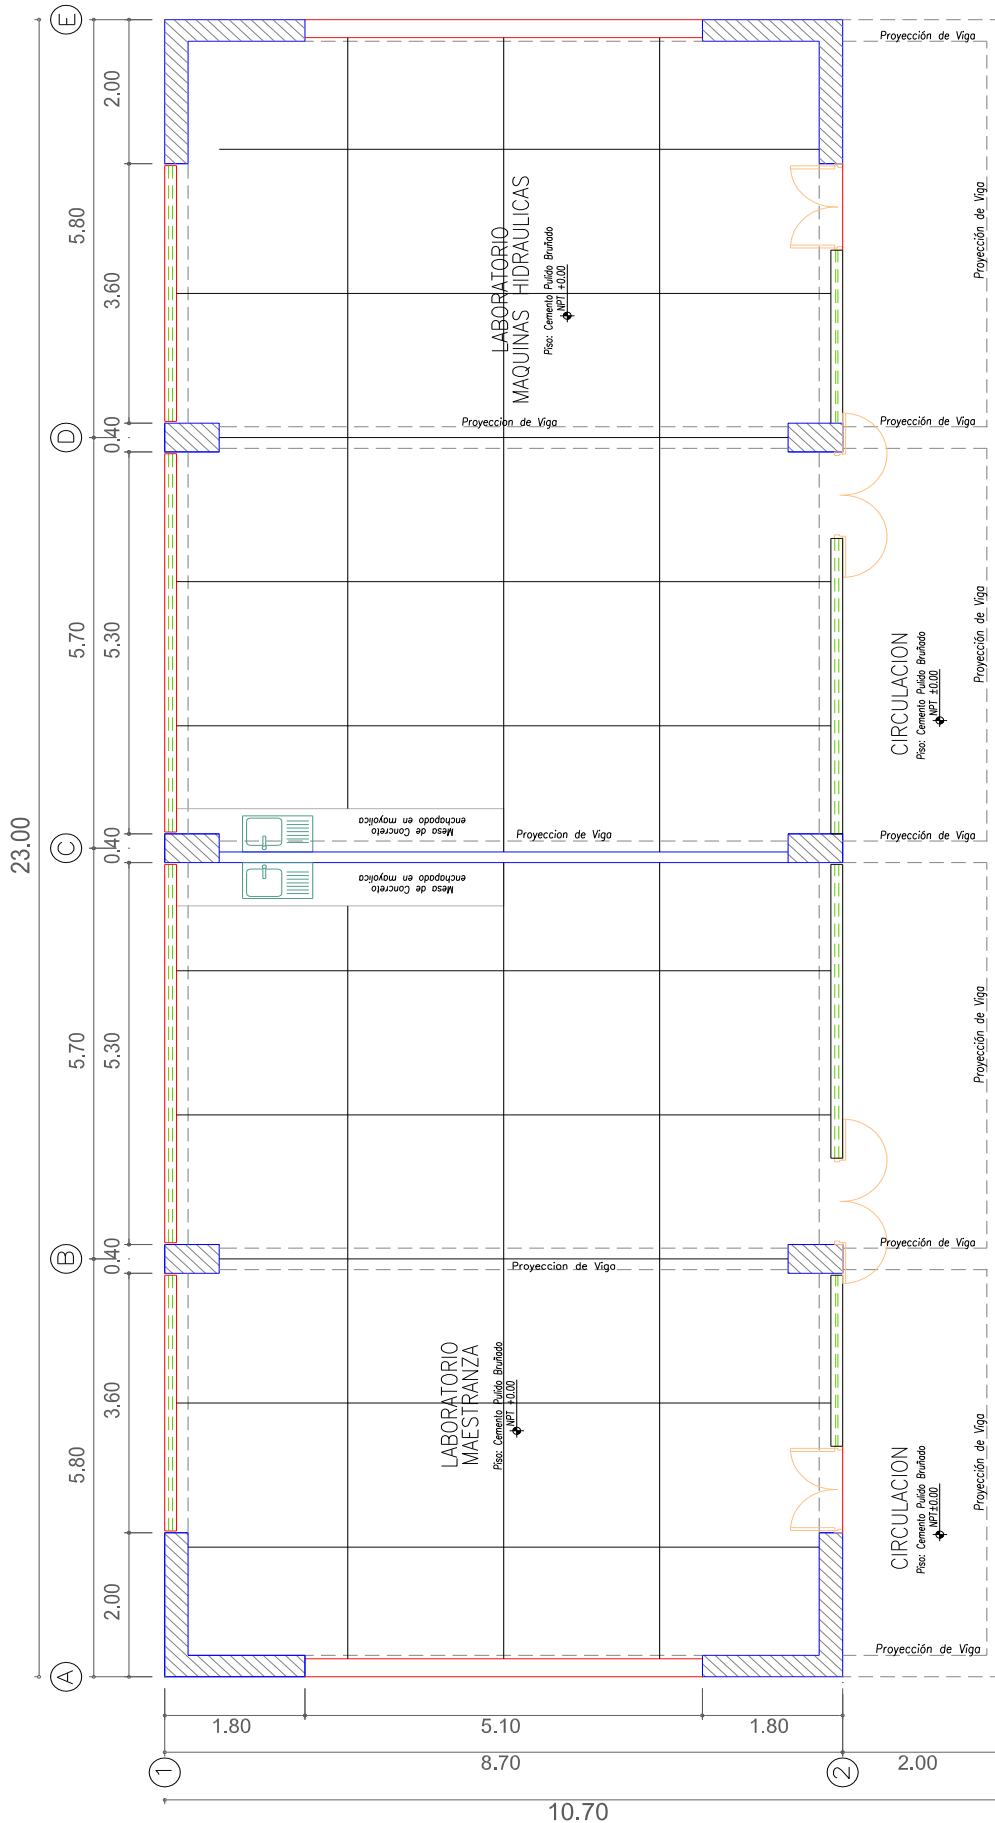 E
Proyección de Viga
2.00
5.80
3.60
LABORATORIO
MAQUINAS HIDRAULICAS
Piso: Cemento Pulido Bruñado
NPT ±0.00
Proyección de Viga
D
0.40
Proyeccion de Viga
Proyección de Viga
5.70
5.30
Proyección de Viga
CIRCULACION
Piso: Cemento Pulido Bruñado
NPT ±0.00
23.00
C
0.40
Mesa de Concreto
enchapado en mayolica
Proyeccion de Viga
Proyección de Viga
Mesa de Concreto
enchapado en mayolica
5.70
5.30
Proyección de Viga
B
0.40
Proyeccion de Viga
Proyección de Viga
5.80
3.60
LABORATORIO
MAESTRANZA
Piso: Cemento Pulido Bruñado
NPT ±0.00
Proyección de Viga
CIRCULACION
Piso: Cemento Pulido Bruñado
NPT±0.00
2.00
Proyección de Viga
A
1.80 5.10 1.80
1 8.70 2 2.00
10.70